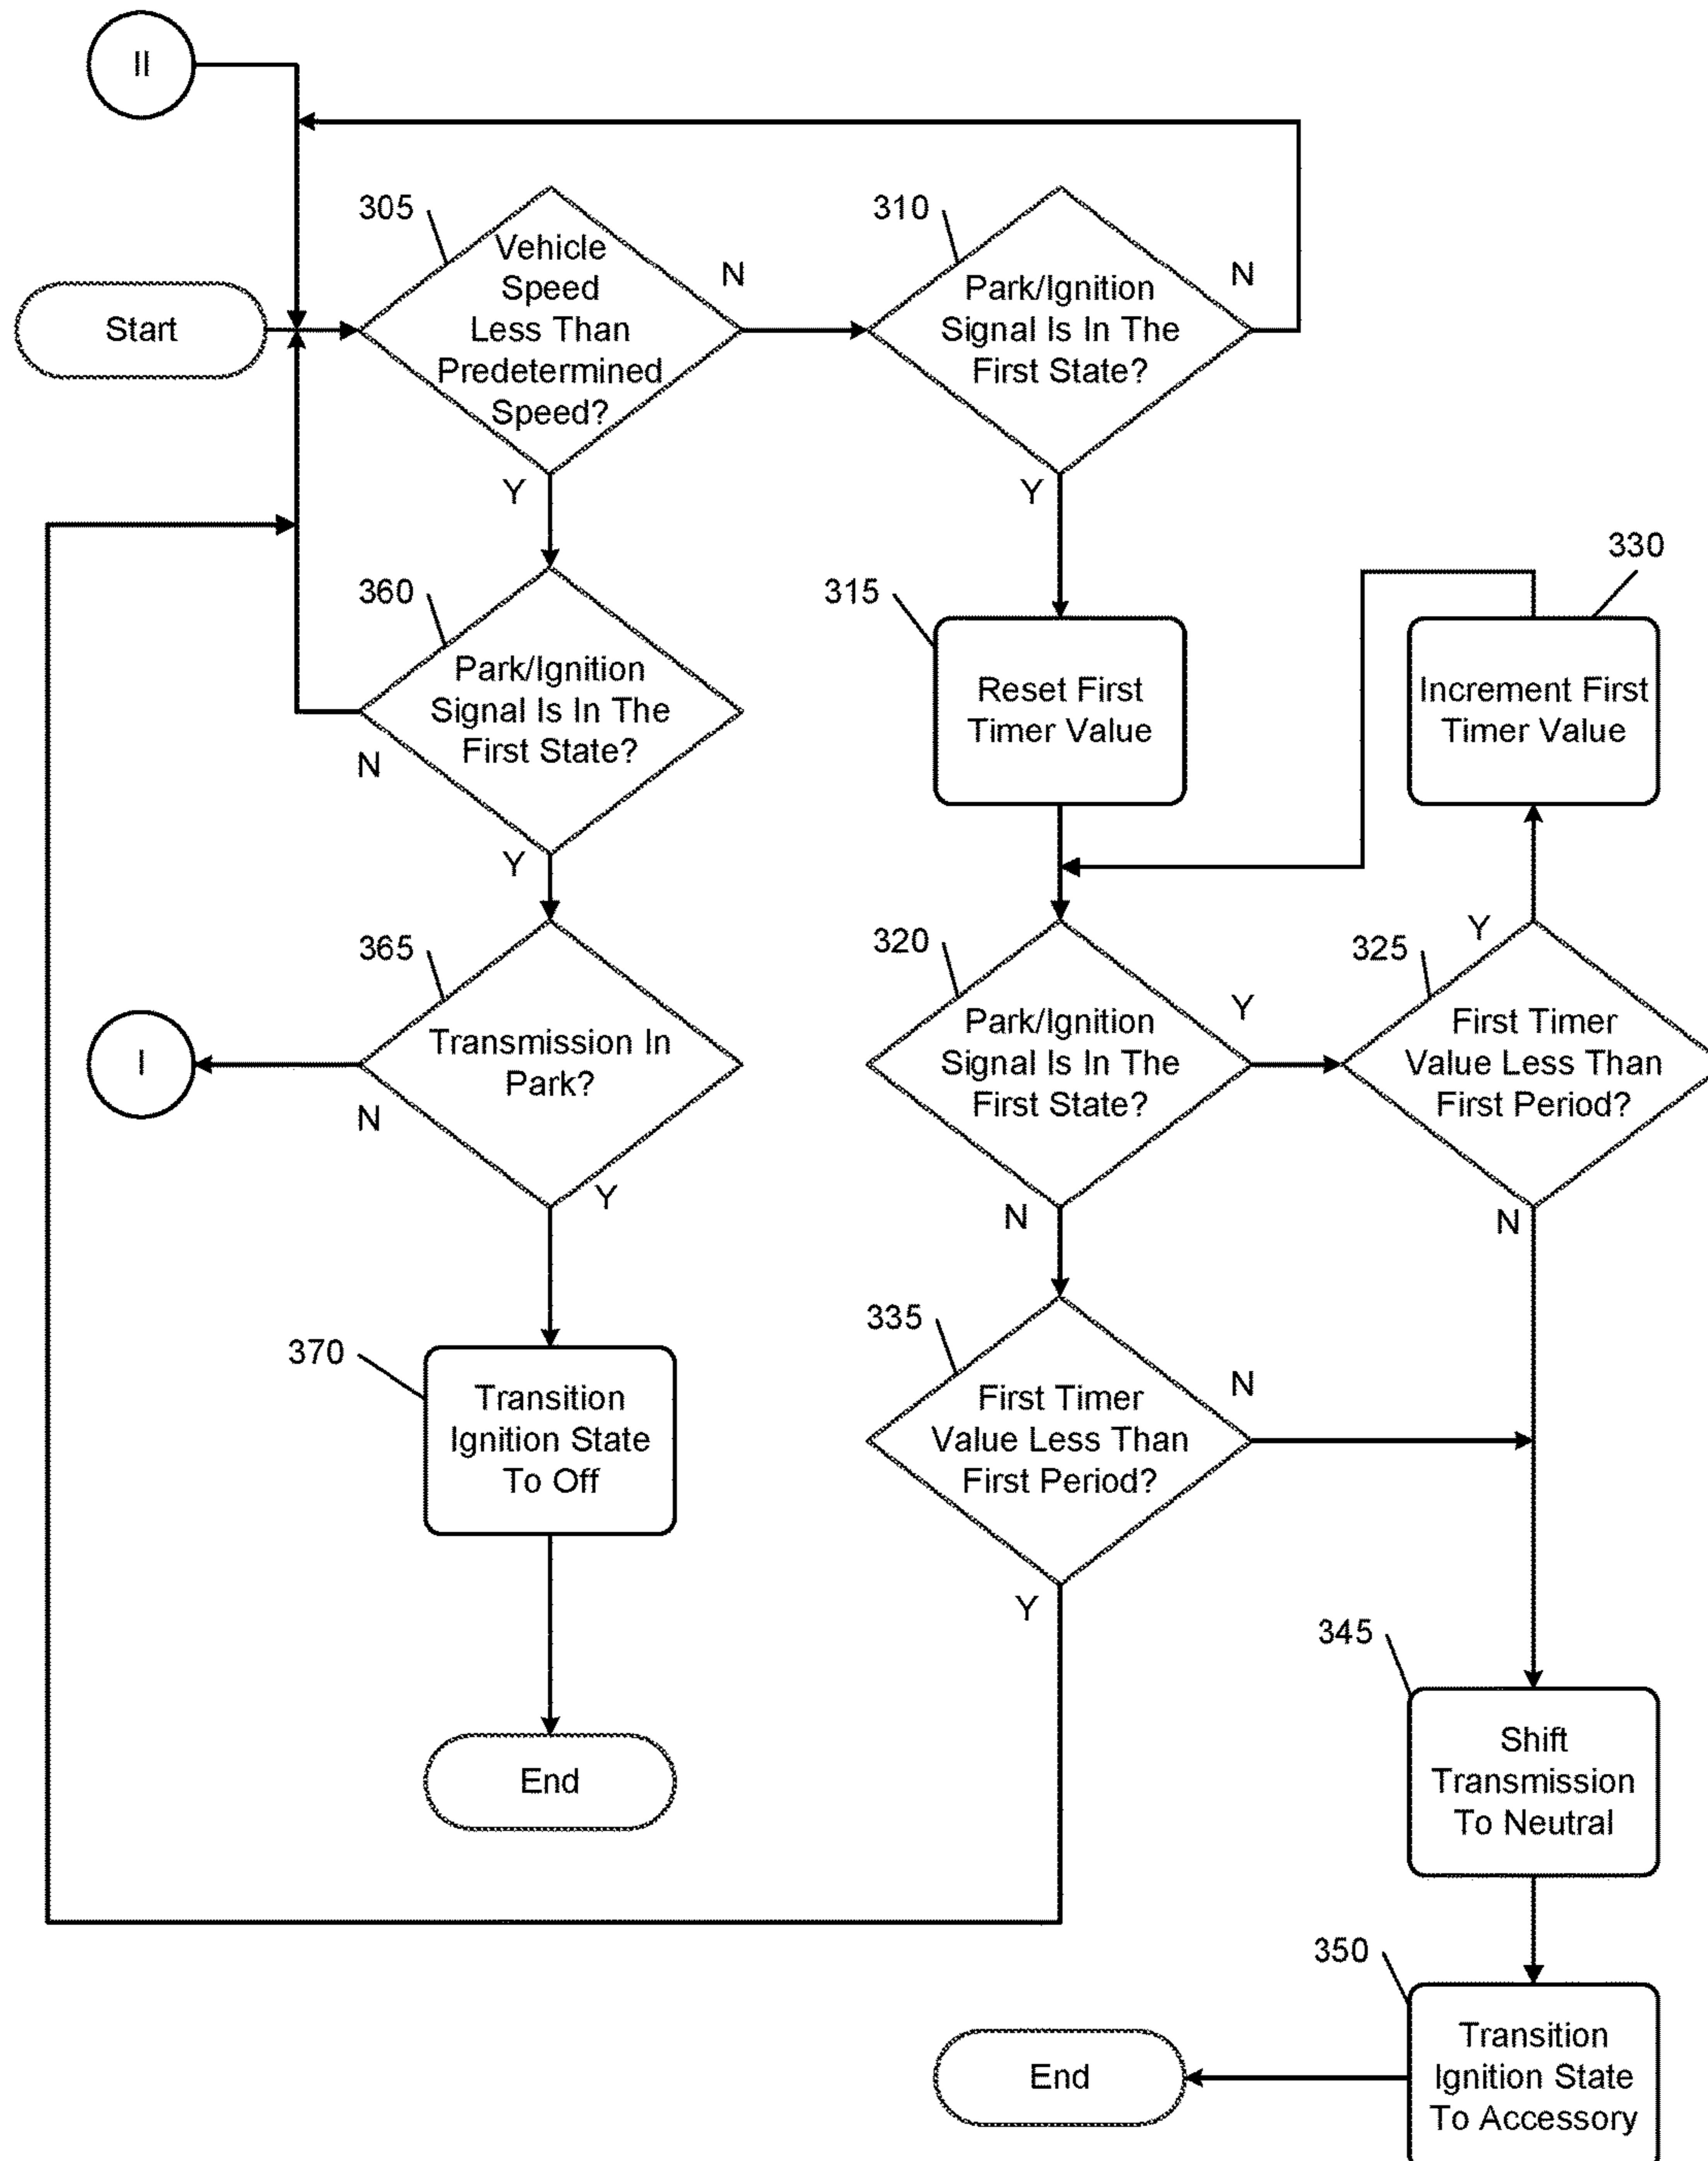 II
305
Vehicle
Speed
Less Than
Predetermined
Speed?
N
Y
310
Park/Ignition
Signal Is In The
First State?
N
Y
Start
360
Park/Ignition
Signal Is In The
First State?
N
Y
315
Reset First
Timer Value
330
Increment First
Timer Value
365
Transmission In
Park?
N
Y
I
320
Park/Ignition
Signal Is In The
First State?
Y
N
325
First Timer
Value Less Than
First Period?
Y
N
370
Transition
Ignition State
To Off
335
First Timer
Value Less Than
First Period?
N
Y
End
345
Shift
Transmission
To Neutral
350
Transition
Ignition State
To Accessory
End